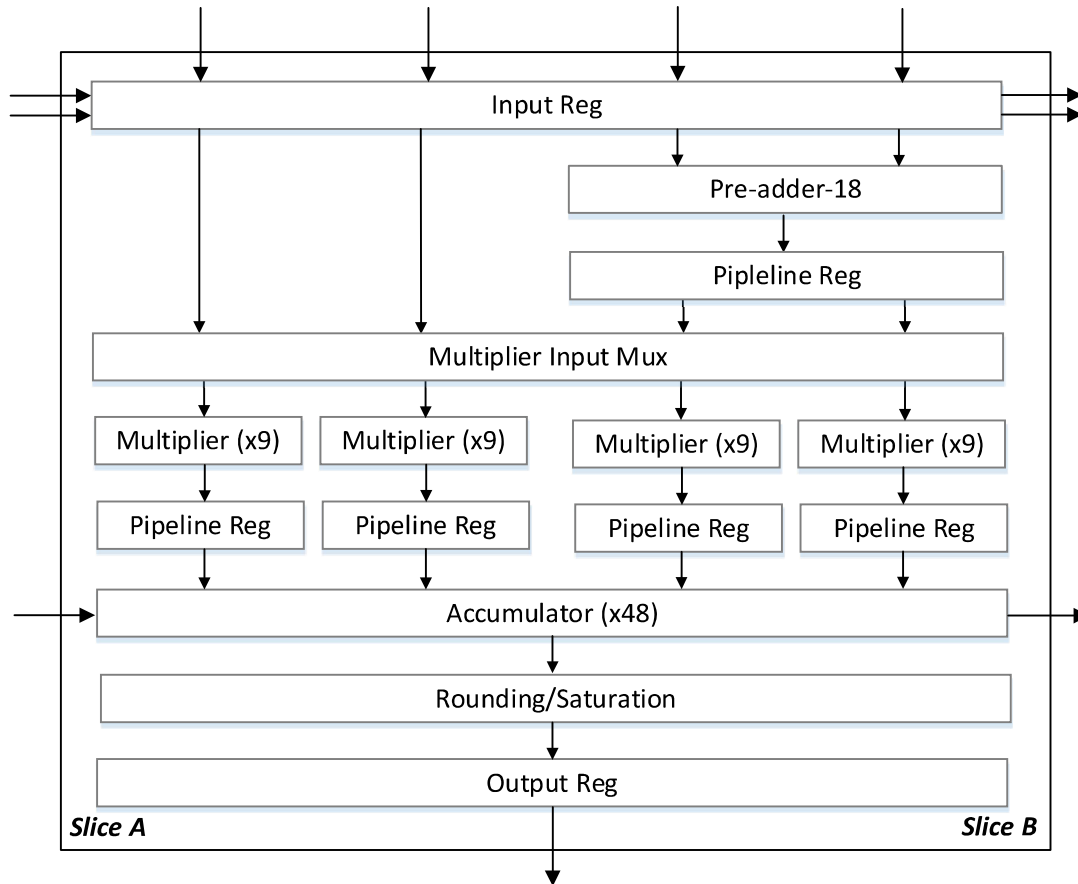 Input Reg
Pre-adder-18
Pipleline Reg
Multiplier Input Mux
Multiplier (x9)
Multiplier (x9)
Multiplier (x9)
Multiplier (x9)
Pipeline Reg
Pipeline Reg
Pipeline Reg
Pipeline Reg
Accumulator (x48)
Rounding/Saturation
Output Reg
Slice A
Slice B